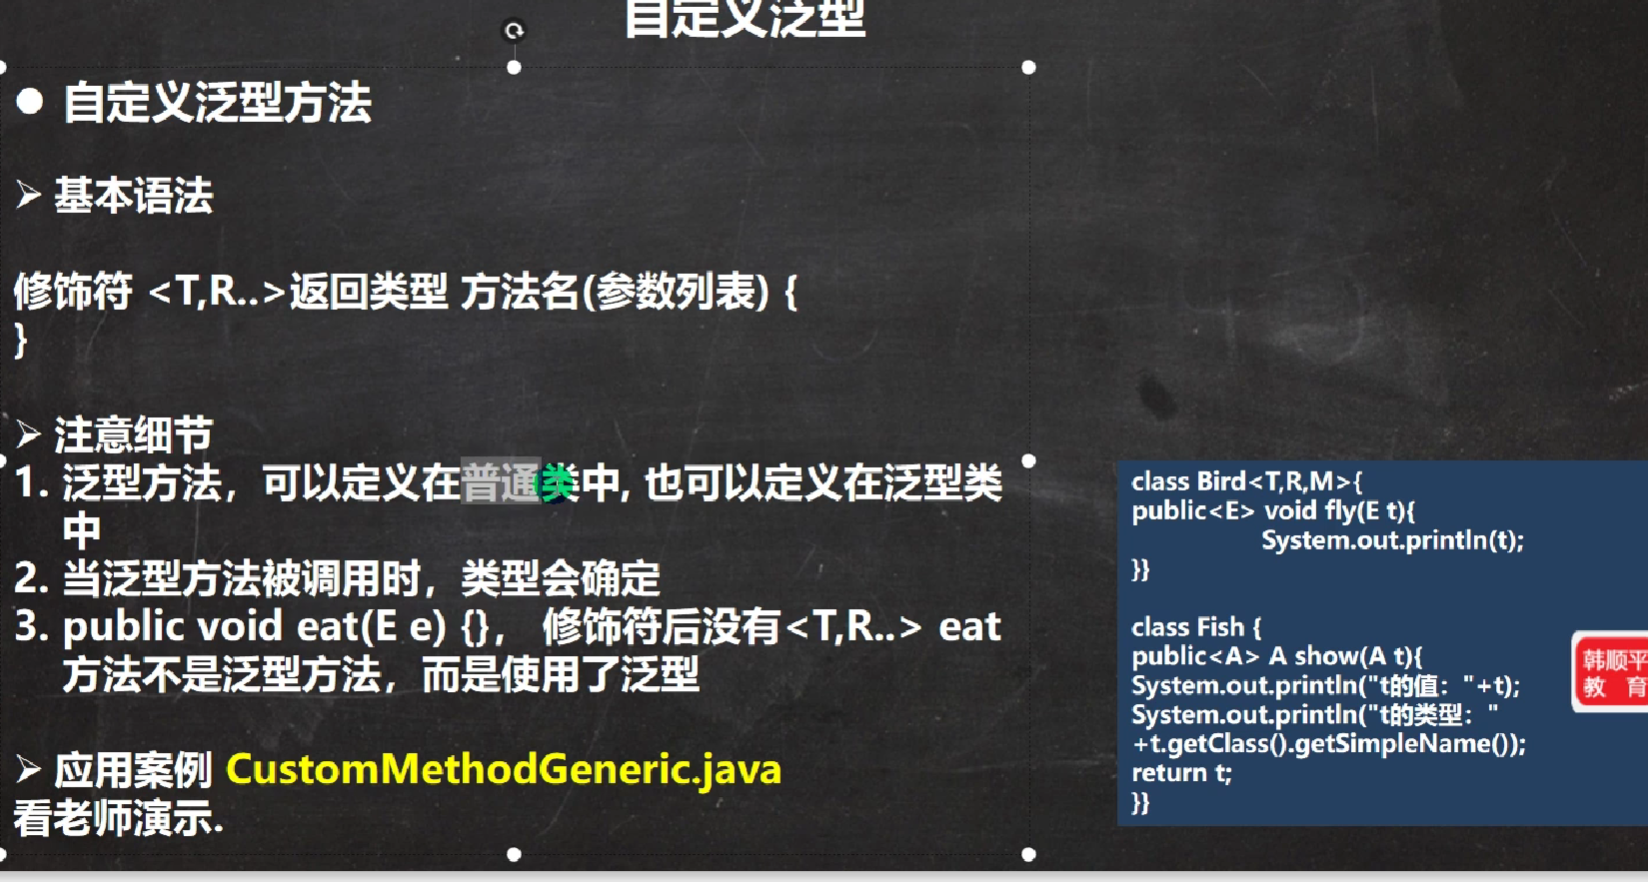 自定义泛型
● 自定义泛型方法
➢ 基本语法
修饰符 <T,R..>返回类型 方法名(参数列表) {
}
➢ 注意细节
1. 泛型方法，可以定义在普通类中, 也可以定义在泛型类
中
2. 当泛型方法被调用时，类型会确定
3. public void eat(E e) {}， 修饰符后没有<T,R..> eat
方法不是泛型方法，而是使用了泛型
➢ 应用案例 CustomMethodGeneric.java
看老师演示.
class Bird<T,R,M>{
public<E> void fly(E t){
System.out.println(t);
}}
class Fish {
public<A> A show(A t){
System.out.println("t的值："+t);
System.out.println("t的类型："
+t.getClass().getSimpleName());
return t;
}}
韩顺平
教 育